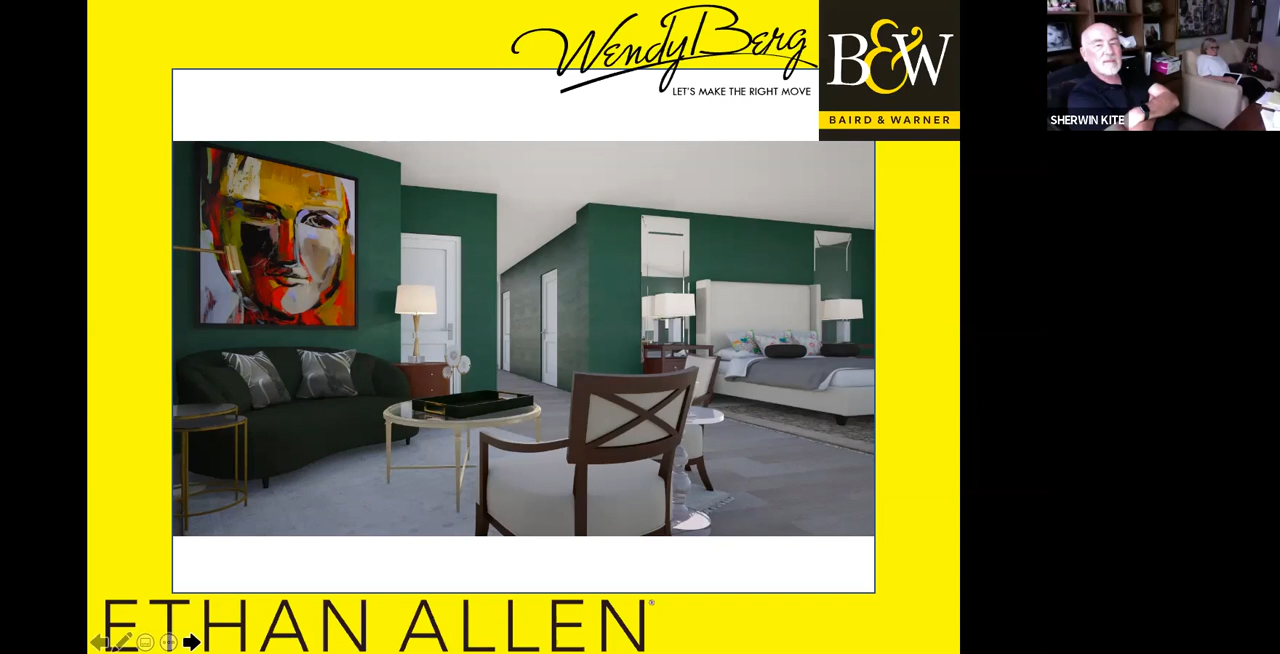 Wendy Berg
LET'S MAKE THE RIGHT MOVE
B&W
BAIRD & WARNER
SHERWIN KITE
ETHAN ALLEN®